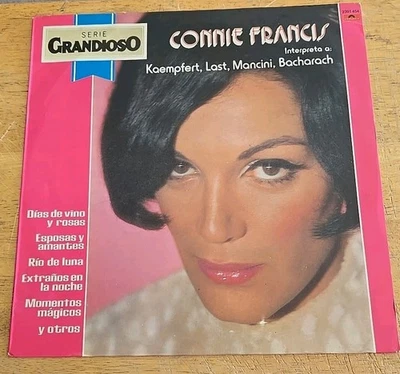 SERIE
GRANDIOSO
CONNIE FRANCIS
Interpreta a:
Kaempfert, Last, Mancini, Bacharach
Días de vino
y rosas
Esposas y
amantes
Río de luna
Extraños en
la noche
Momentos
mágicos
y otros